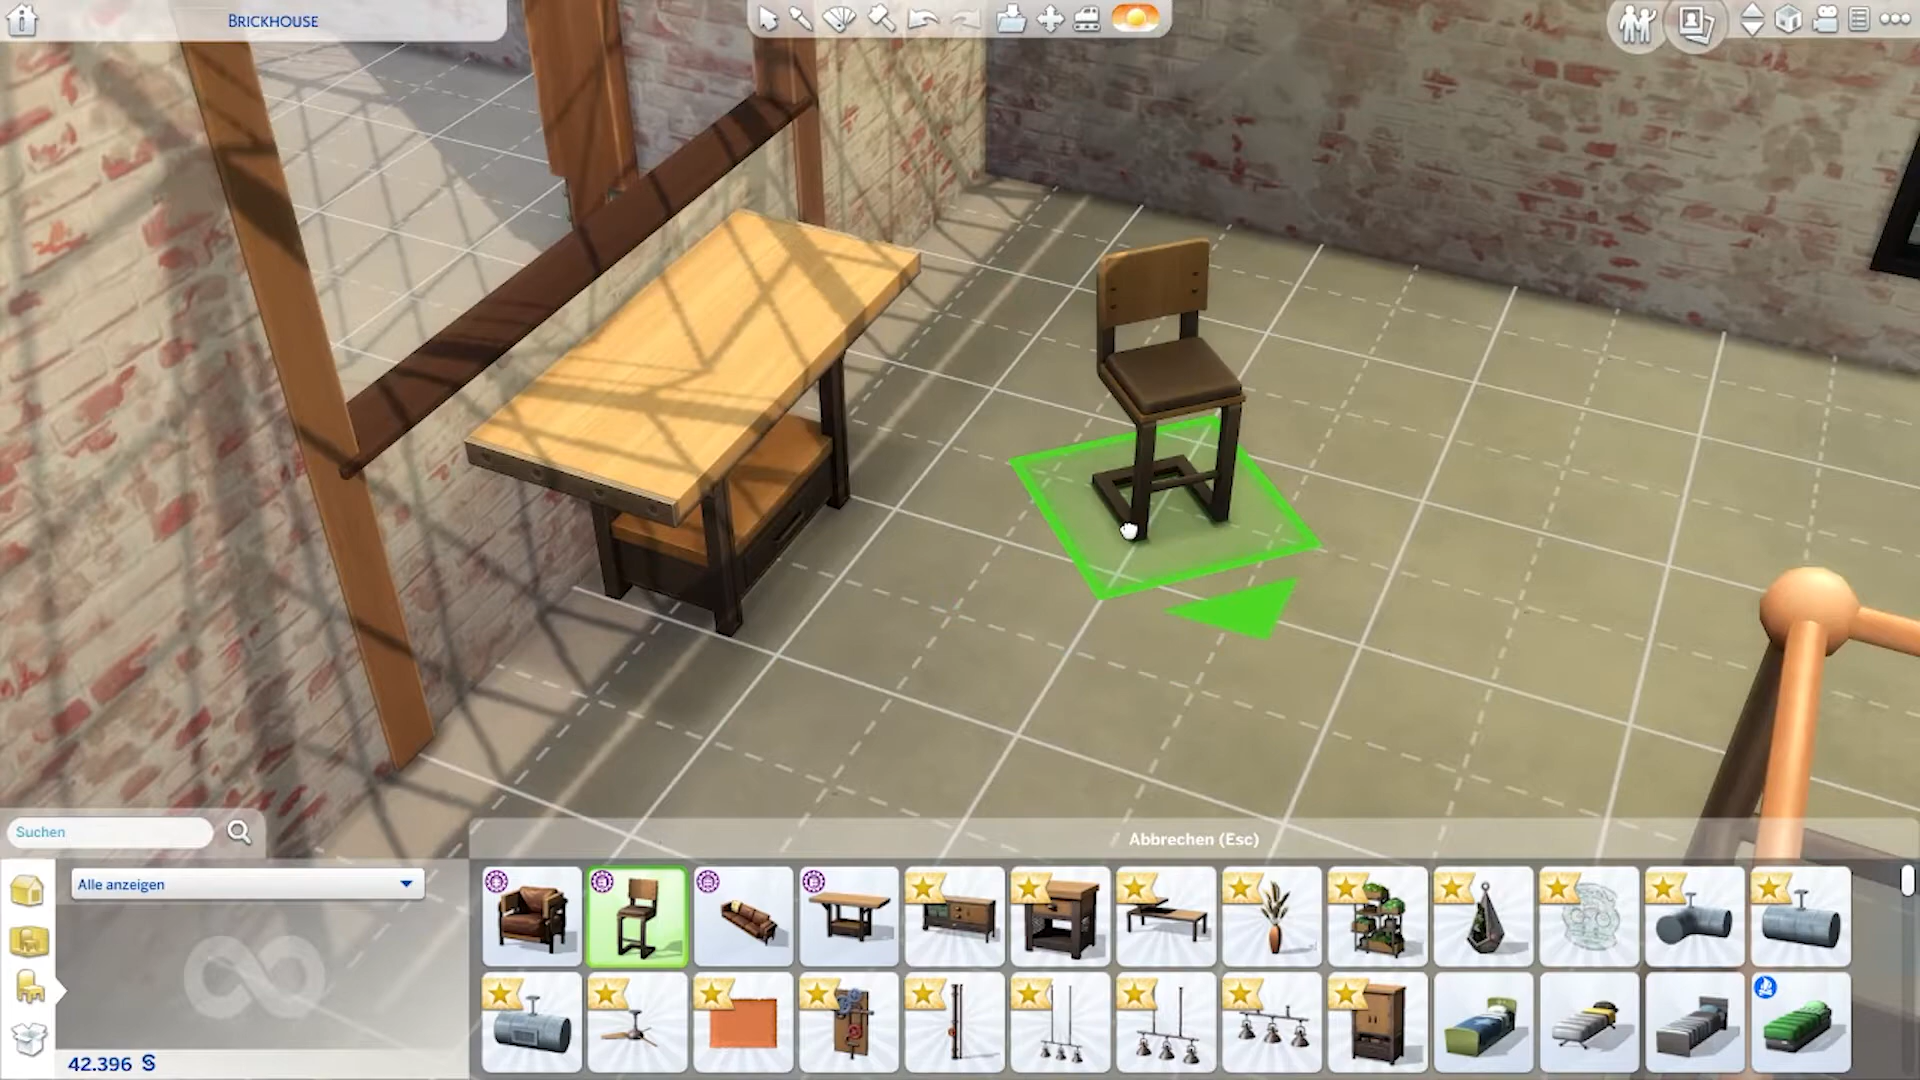 BRICKHOUSE
Suchen
Abbrechen (Esc)
Alle anzeigen
42.396 S